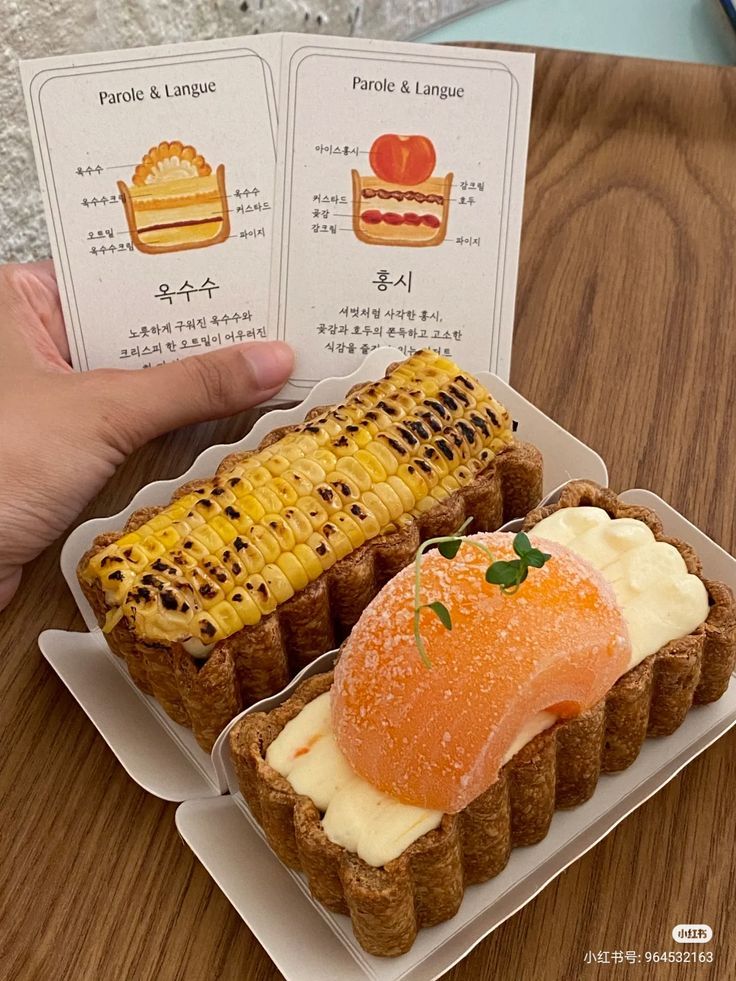 Parole & Langue
옥수수
옥수수크림
오트밀
옥수수크림
옥수수
커스타드
파이지
옥수수
노릇하게 구워진 옥수수와
크리스피 한 오트밀이 어우러진
Parole & Langue
아이스홍시
커스타드
곶감
감크림
감크림
호두
파이지
홍시
셔벗처럼 사각한 홍시,
곶감과 호두의 쫀득하고 고소한
식감을 즐길 수 있는
小红书
小红书号: 964532163